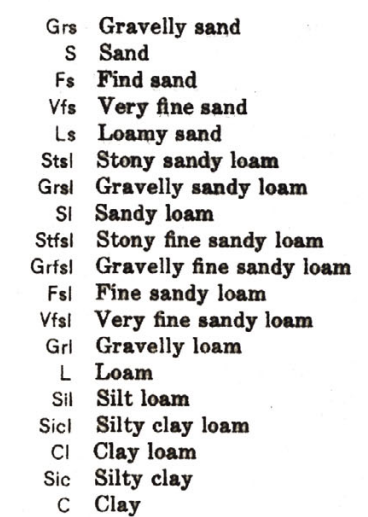 Grs Gravelly sand
S Sand
Fs Find sand
Vfs Very fine sand
Ls Loamy sand
Stsl Stony sandy loam
Grsl Gravelly sandy loam
Sl Sandy loam
Stfsl Stony fine sandy loam
Grfsl Gravelly fine sandy loam
Fsl Fine sandy loam
Vfsl Very fine sandy loam
Grl Gravelly loam
L Loam
Sil Silt loam
Sicl Silty clay loam
Cl Clay loam
Sic Silty clay
C Clay